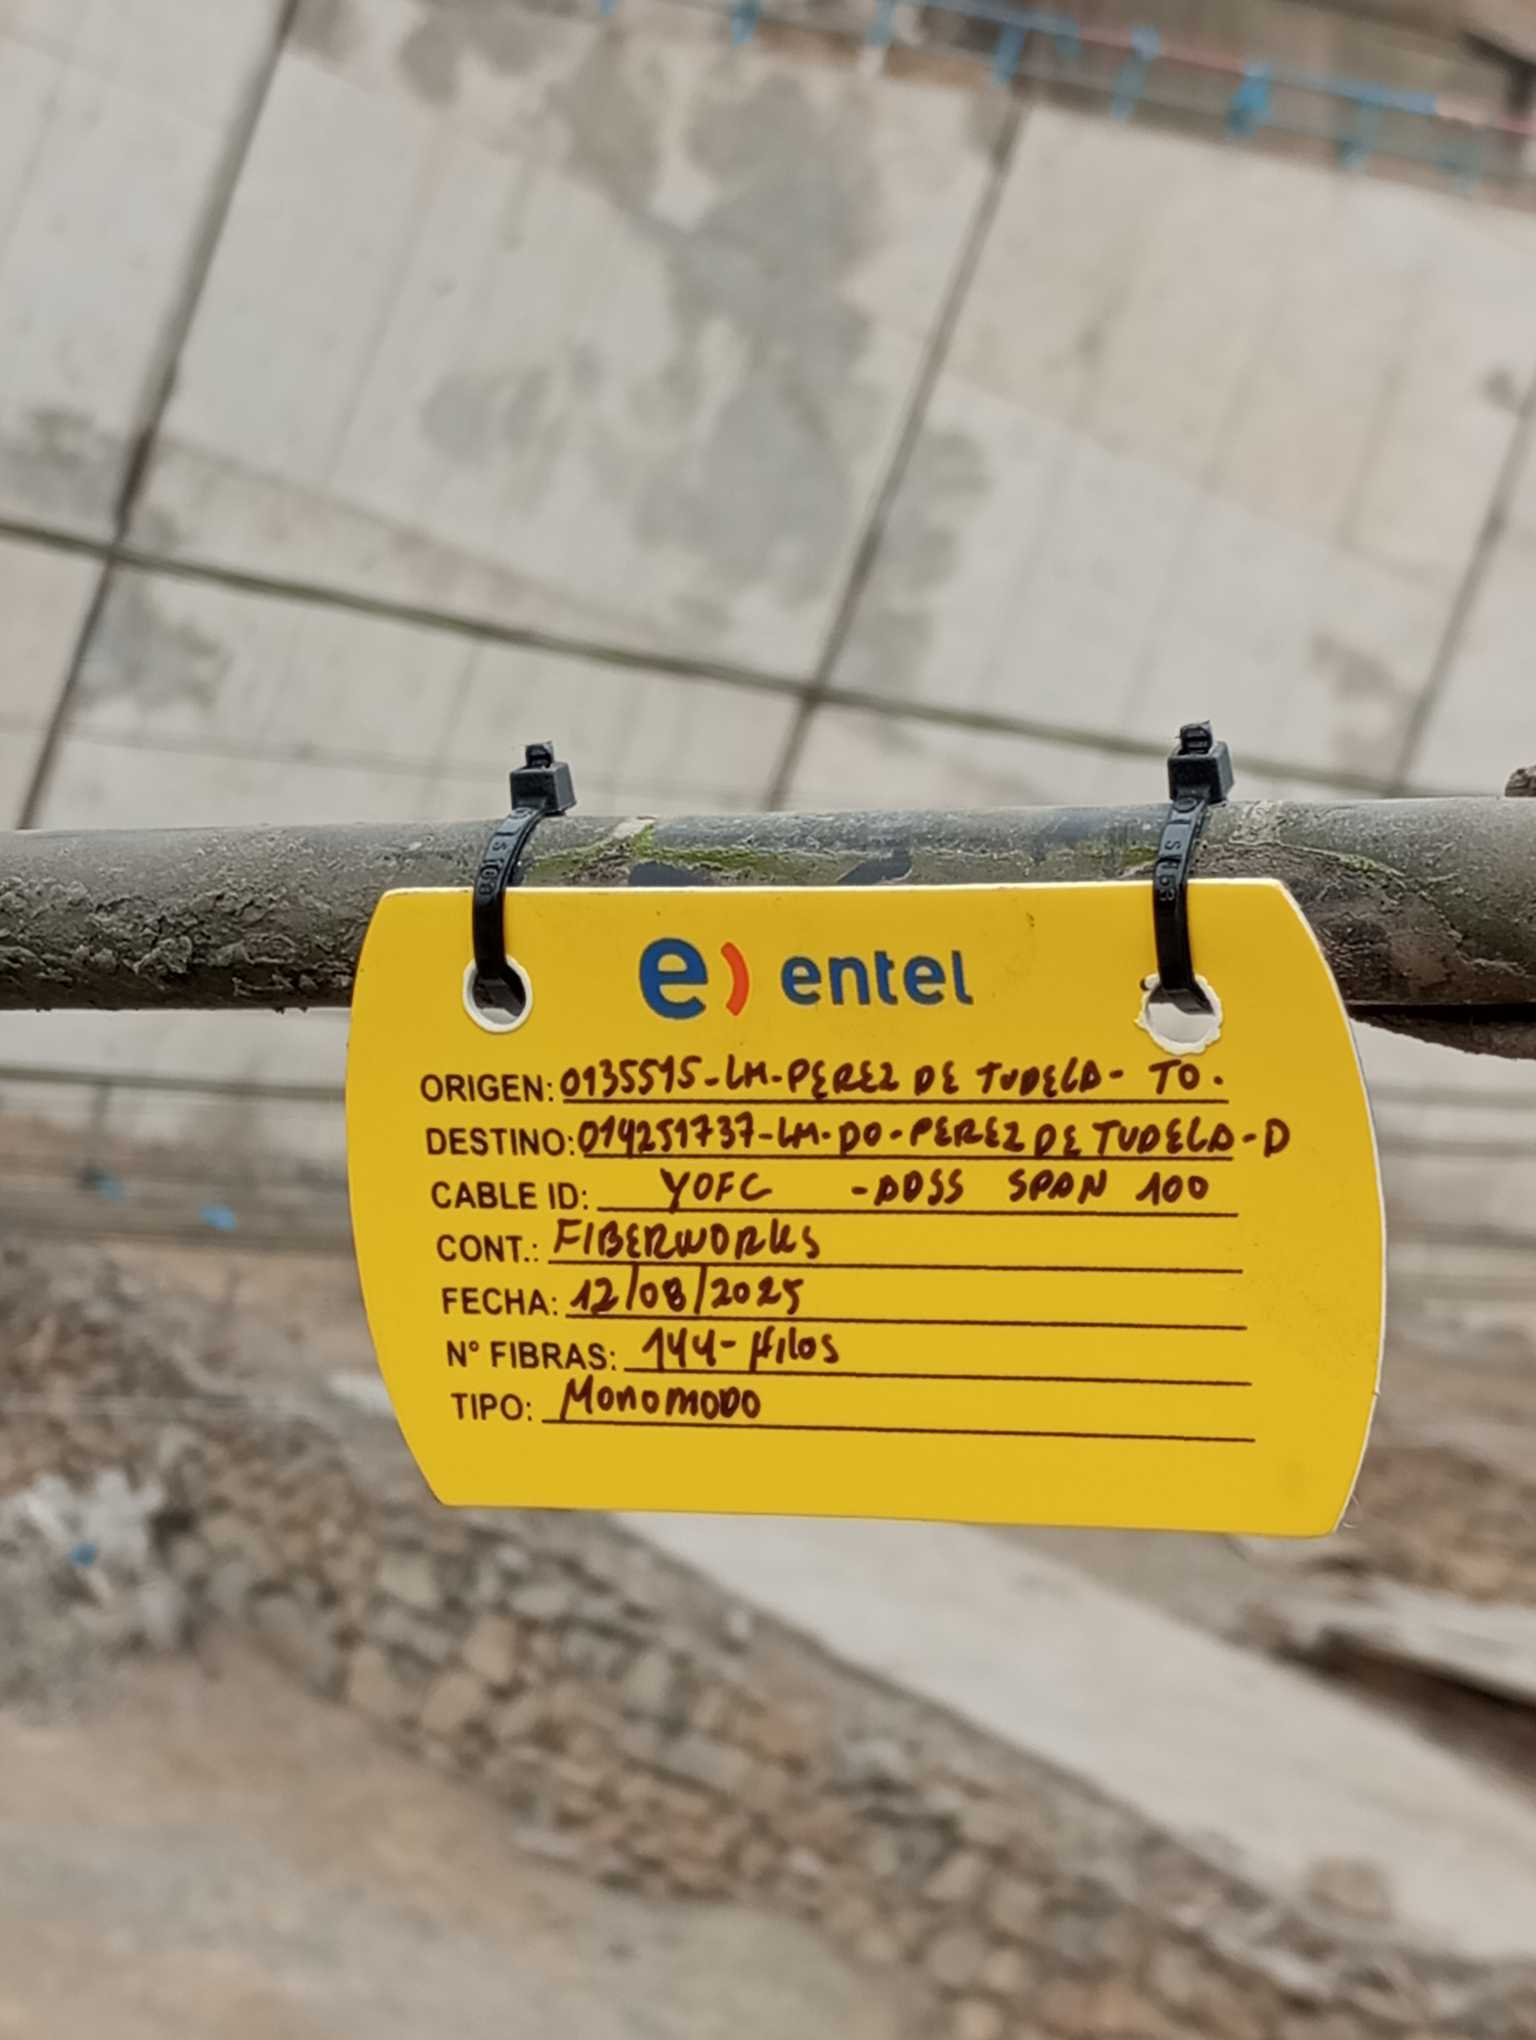 e) entel
ORIGEN: 0135515-LM-PEREZ DE TUDELA- TO.
DESTINO: 014251737-LM-DO-PEREZ DE TUDELA-D
CABLE ID: YOFC -ADSS SPAN 100
CONT.: FIBERWORKS
FECHA: 12/08/2025
N° FIBRAS: 144- Hilos
TIPO: MONOMODO